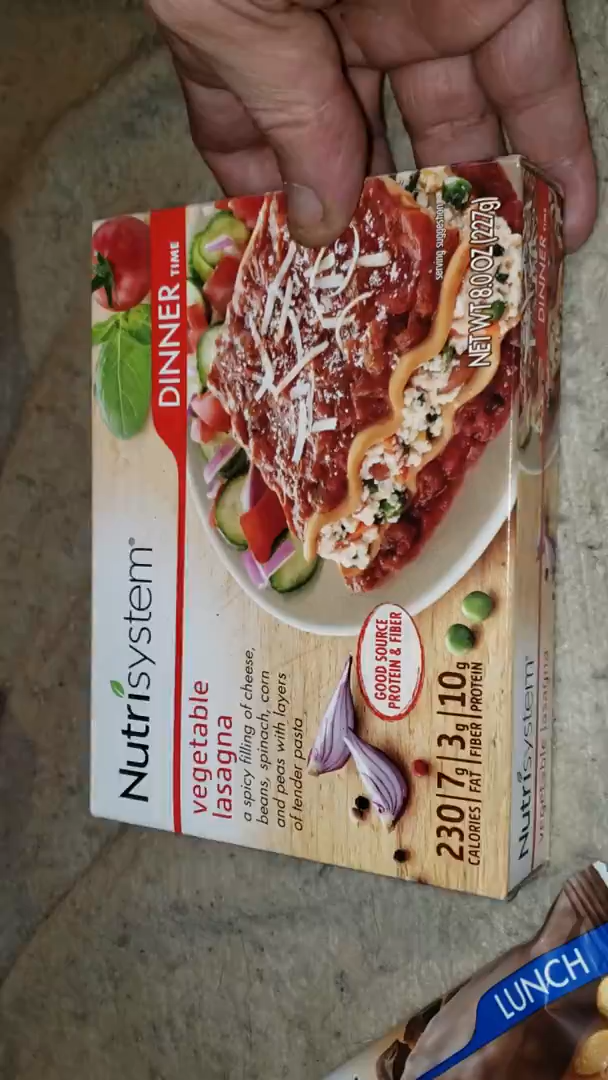 Nutrisystem®
DINNER TIME
vegetable
lasagna
a spicy filling of cheese,
beans, spinach, corn
and peas with layers
of tender pasta
GOOD SOURCE
PROTEIN & FIBER
230 | 7g | 3g | 10g
CALORIES | FAT | FIBER | PROTEIN
serving suggestion
NET WT 8.0 OZ (227g)
Nutrisystem®
vegetable lasagna
DINNER TIME
LUNCH